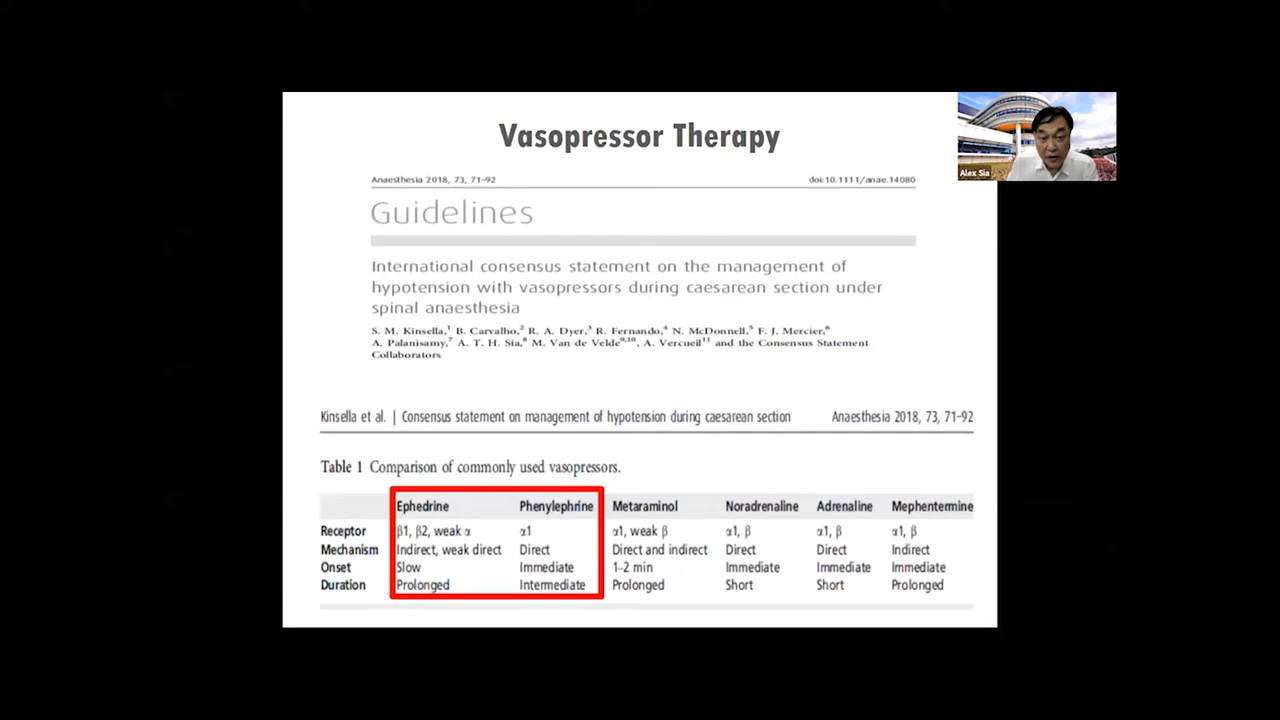 Vasopressor Therapy
Alex Sia
Anaesthesia 2018, 73, 71–92 doi:10.1111/anae.14080
Guidelines
International consensus statement on the management of
hypotension with vasopressors during caesarean section under
spinal anaesthesia
S. M. Kinsella,1 B. Carvalho,2 R. A. Dyer,3 R. Fernando,4 N. McDonnell,5 F. J. Mercier,6
A. Palanisamy,7 A. T. H. Sia,8 M. Van de Velde9,10, A. Vercueil11 and the Consensus Statement
Collaborators
Kinsella et al. | Consensus statement on management of hypotension during caesarean section Anaesthesia 2018, 73, 71–92
Table 1 Comparison of commonly used vasopressors.
Ephedrine Phenylephrine Metaraminol Noradrenaline Adrenaline Mephentermine
Receptor β1, β2, weak α α1 α1, weak β α1, β α1, β α1, β
Mechanism Indirect, weak direct Direct Direct and indirect Direct Direct Indirect
Onset Slow Immediate 1–2 min Immediate Immediate Immediate
Duration Prolonged Intermediate Prolonged Short Short Prolonged